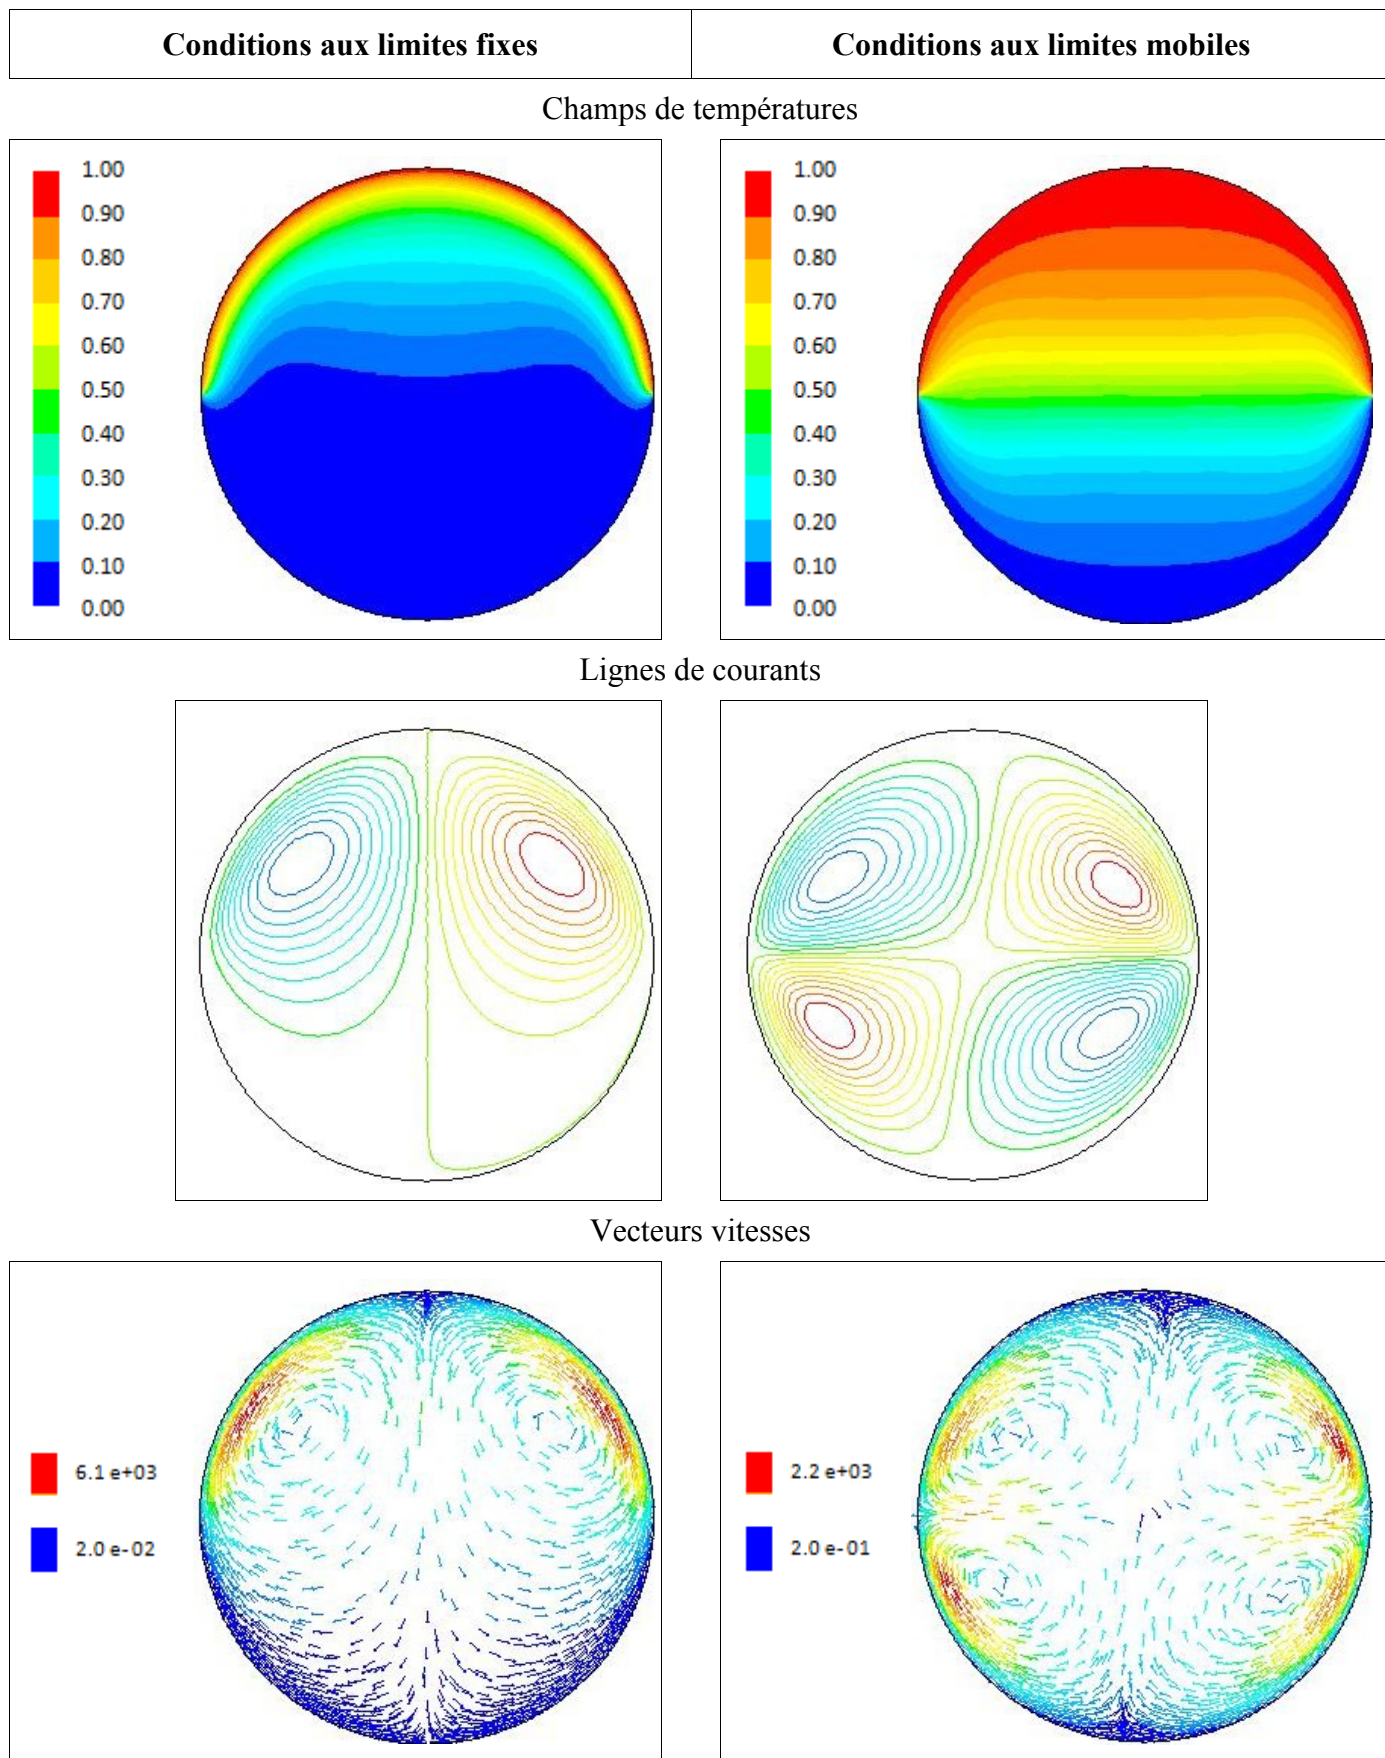 Conditions aux limites fixes
Conditions aux limites mobiles
Champs de températures
1.00
0.90
0.80
0.70
0.60
0.50
0.40
0.30
0.20
0.10
0.00
1.00
0.90
0.80
0.70
0.60
0.50
0.40
0.30
0.20
0.10
0.00
Lignes de courants
Vecteurs vitesses
6.1 e+03
2.0 e-02
2.2 e+03
2.0 e-01